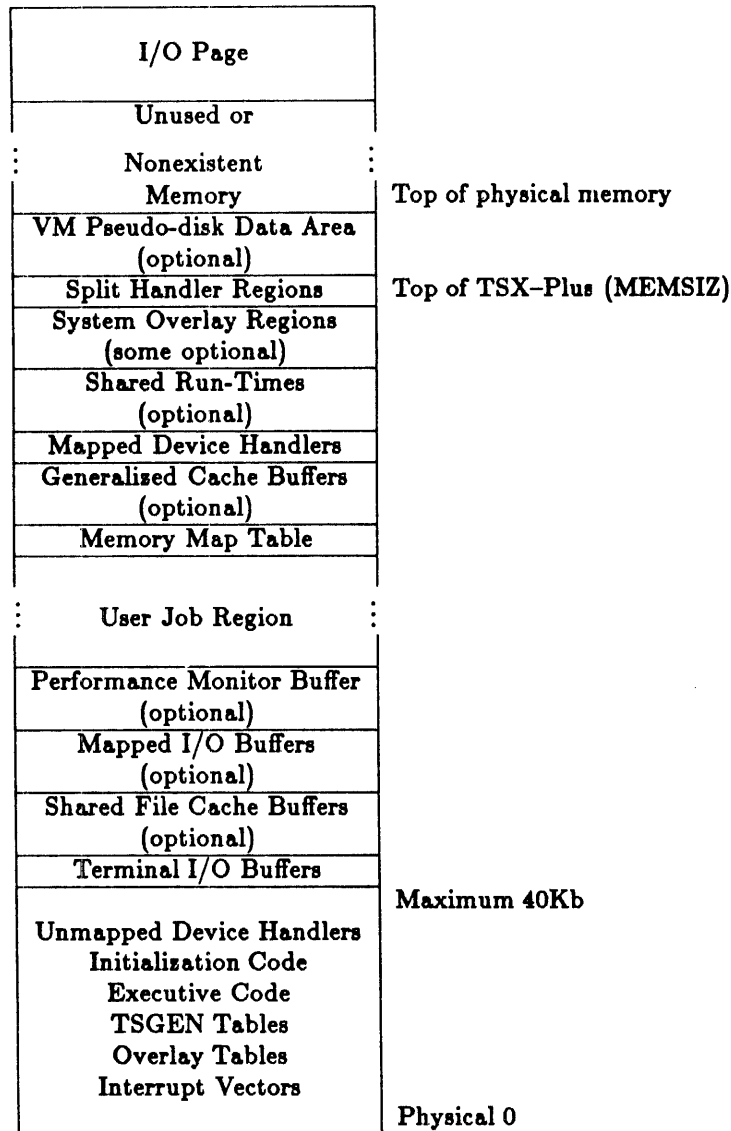 I/O Page
Unused or
Nonexistent
Memory
Top of physical memory
VM Pseudo-disk Data Area
(optional)
Split Handler Regions
Top of TSX–Plus (MEMSIZ)
System Overlay Regions
(some optional)
Shared Run-Times
(optional)
Mapped Device Handlers
Generalized Cache Buffers
(optional)
Memory Map Table
User Job Region
Performance Monitor Buffer
(optional)
Mapped I/O Buffers
(optional)
Shared File Cache Buffers
(optional)
Terminal I/O Buffers
Maximum 40Kb
Unmapped Device Handlers
Initialization Code
Executive Code
TSGEN Tables
Overlay Tables
Interrupt Vectors
Physical 0